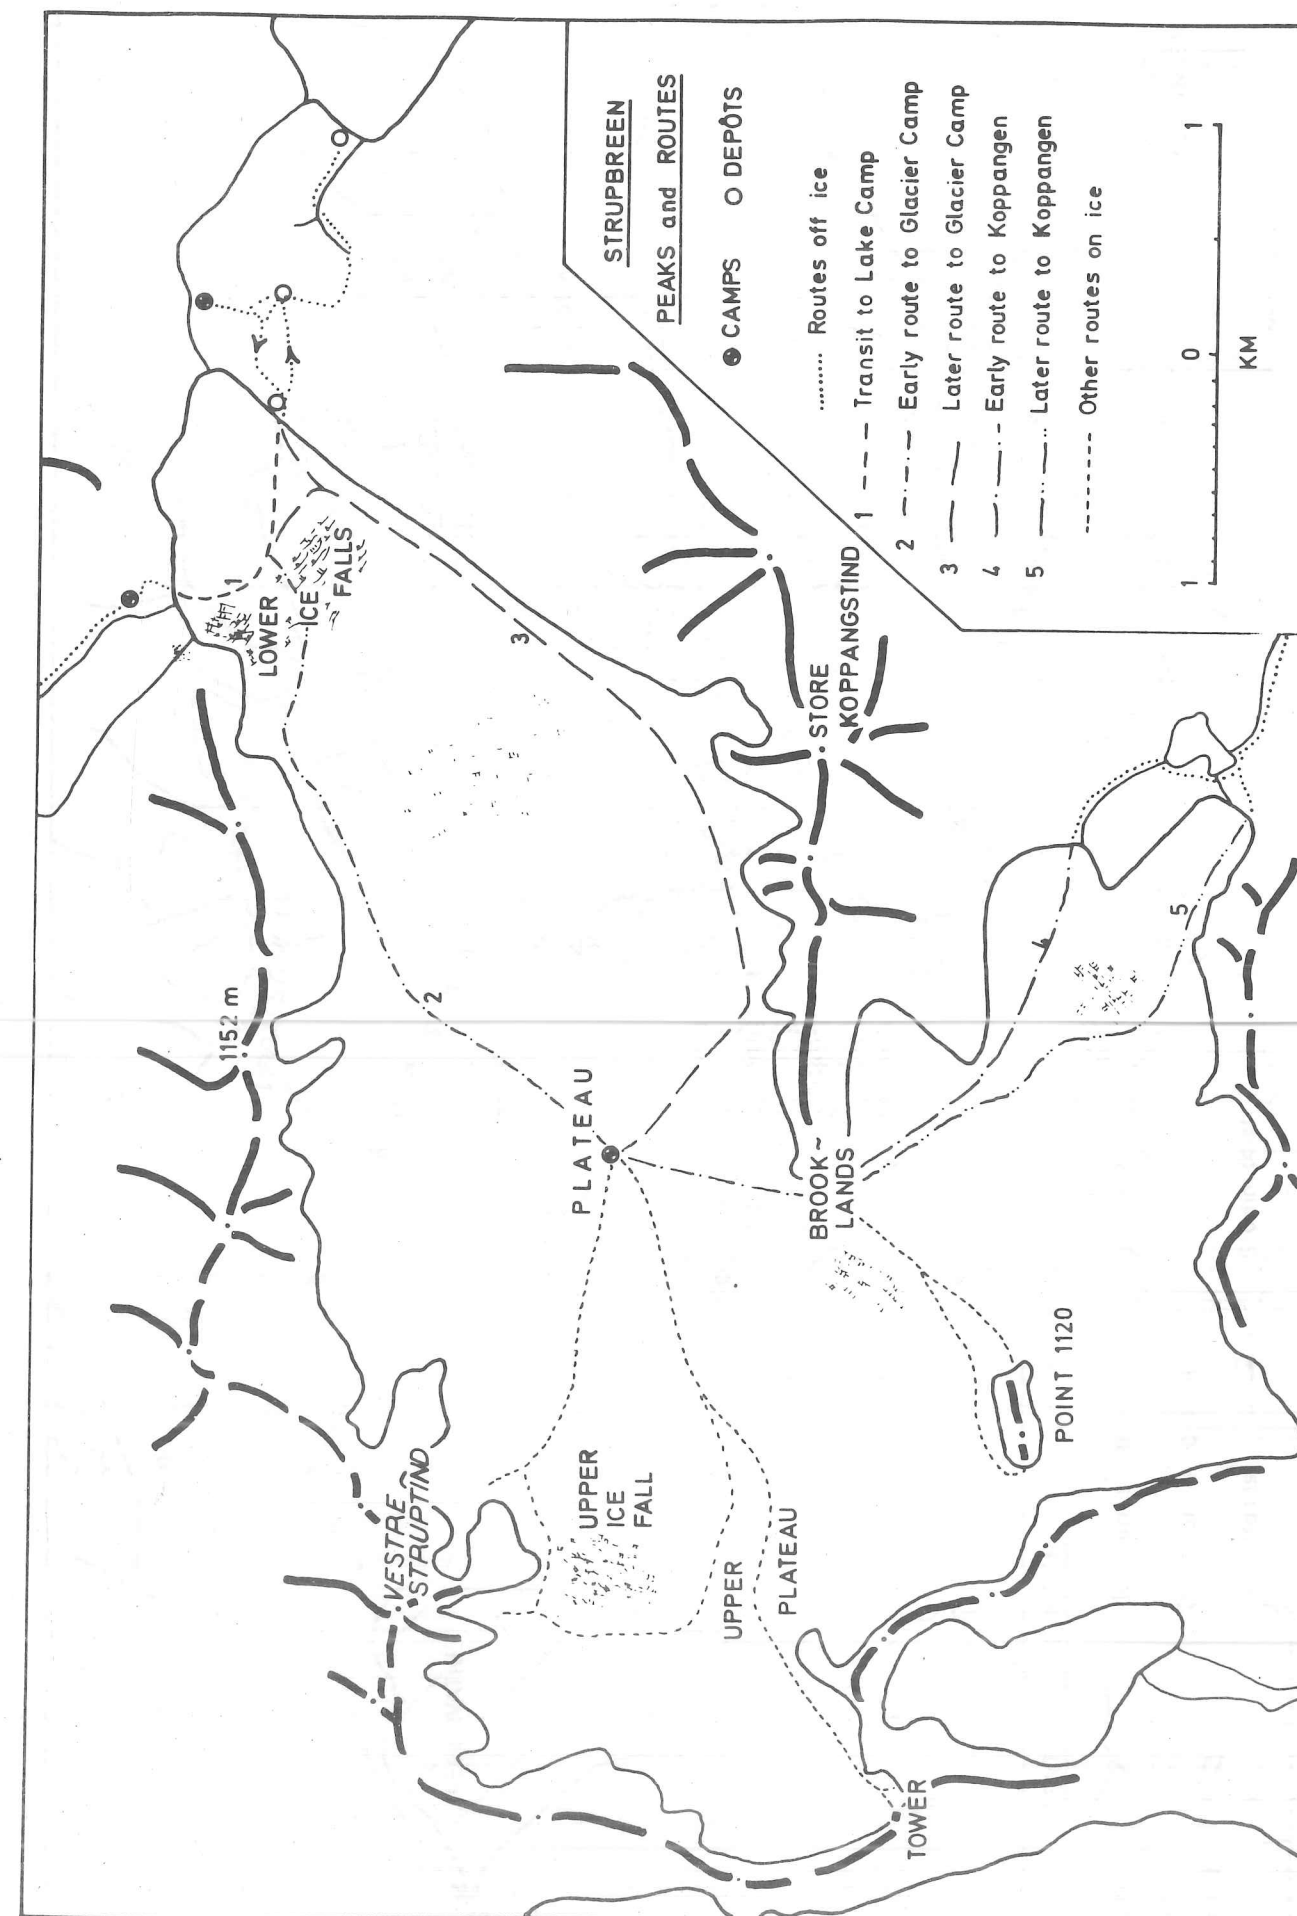 STRUPBREEN
PEAKS and ROUTES
CAMPS
DEPÔTS
Routes off ice
1 Transit to Lake Camp
2 Early route to Glacier Camp
3 Later route to Glacier Camp
4 Early route to Koppangen
5 Later route to Koppangen
Other routes on ice
1 0 1
KM
1
LOWER
ICE
FALLS
3
2
1152 m
STORE
KOPPANGSTIND
PLATEAU
BROOK~
LANDS
4
5
POINT 1120
VESTRE
STRUPTIND
UPPER
ICE
FALL
UPPER
PLATEAU
TOWER